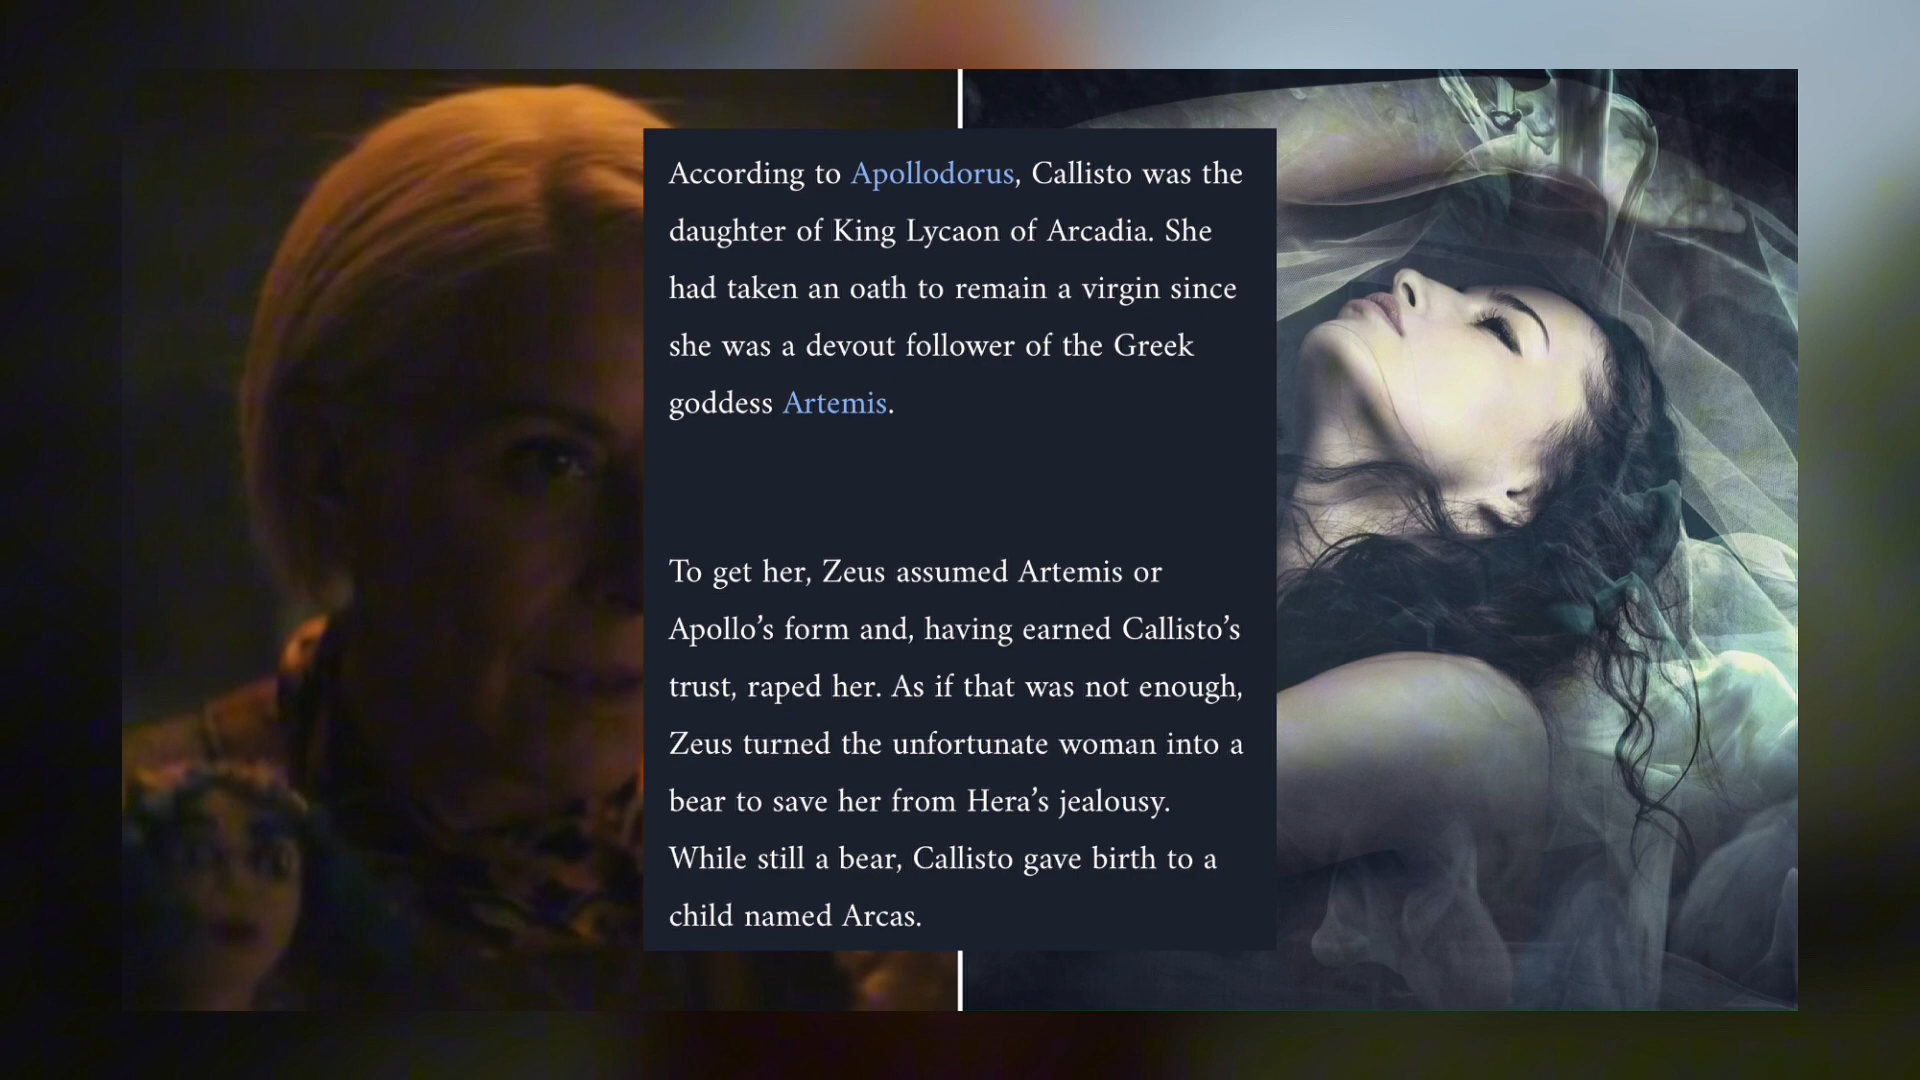 According to Apollodorus, Callisto was the
daughter of King Lycaon of Arcadia. She
had taken an oath to remain a virgin since
she was a devout follower of the Greek
goddess Artemis.
To get her, Zeus assumed Artemis or
Apollo’s form and, having earned Callisto’s
trust, raped her. As if that was not enough,
Zeus turned the unfortunate woman into a
bear to save her from Hera’s jealousy.
While still a bear, Callisto gave birth to a
child named Arcas.